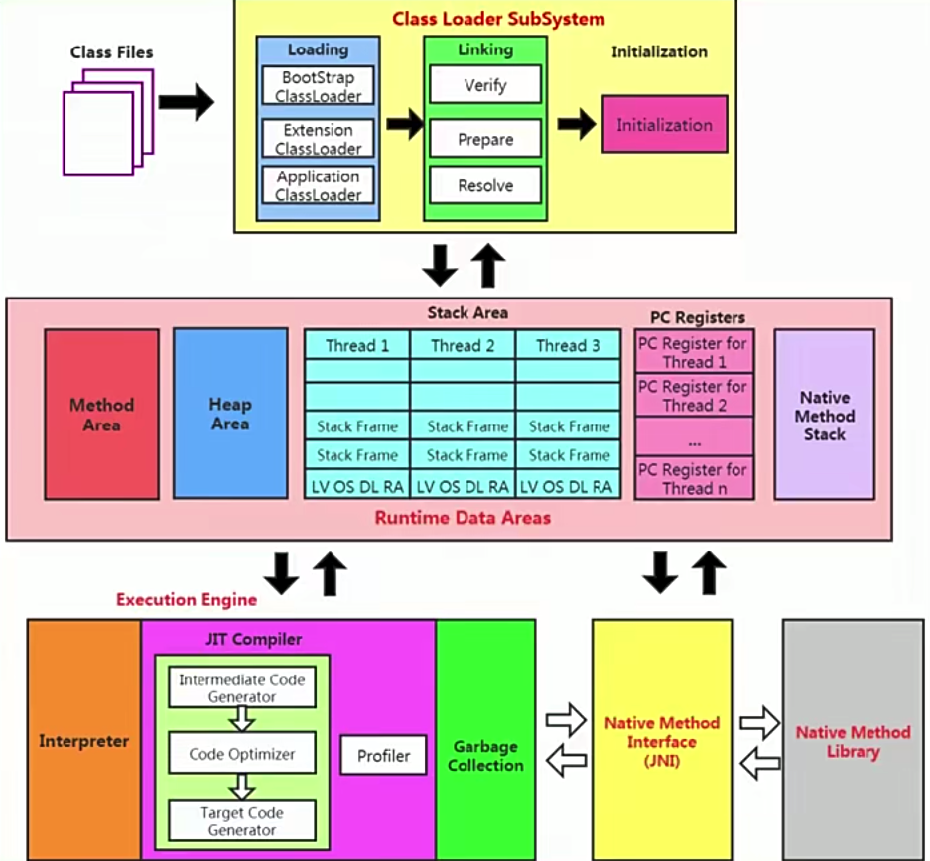 Class Loader SubSystem
Class Files
Loading
BootStrap
ClassLoader
Extension
ClassLoader
Application
ClassLoader
Linking
Verify
Prepare
Resolve
Initialization
Initialization
Stack Area
PC Registers
Method
Area
Heap
Area
Thread 1
Thread 2
Thread 3
Stack Frame
Stack Frame
Stack Frame
Stack Frame
Stack Frame
Stack Frame
LV OS DL RA
LV OS DL RA
LV OS DL RA
PC Register for
Thread 1
PC Register for
Thread 2
...
PC Register for
Thread n
Native
Method
Stack
Runtime Data Areas
Execution Engine
Interpreter
JIT Compiler
Intermediate Code
Generator
Code Optimizer
Target Code
Generator
Profiler
Garbage
Collection
Native Method
Interface
(JNI)
Native Method
Library